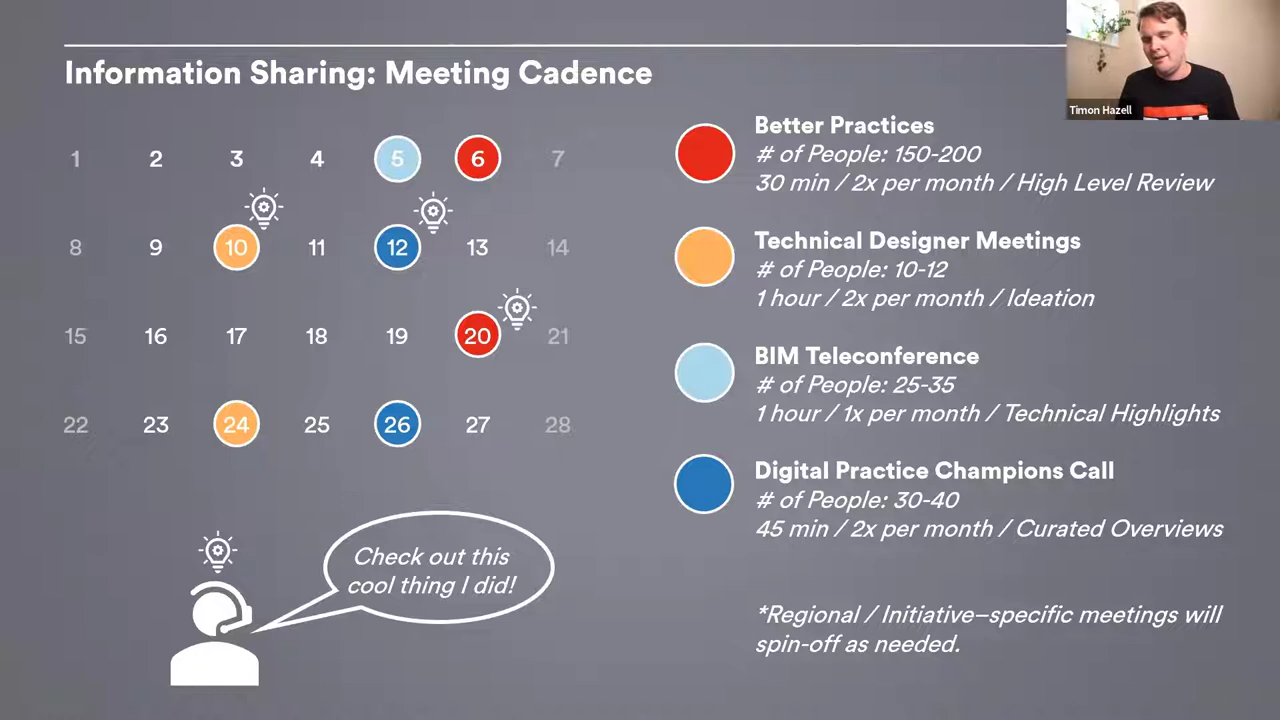 Information Sharing: Meeting Cadence
1 2 3 4 5 6 7
8 9 10 11 12 13 14
15 16 17 18 19 20 21
22 23 24 25 26 27 28
Check out this
cool thing I did!
Better Practices
# of People: 150-200
30 min / 2x per month / High Level Review
Technical Designer Meetings
# of People: 10-12
1 hour / 2x per month / Ideation
BIM Teleconference
# of People: 25-35
1 hour / 1x per month / Technical Highlights
Digital Practice Champions Call
# of People: 30-40
45 min / 2x per month / Curated Overviews
*Regional / Initiative–specific meetings will
spin-off as needed.
Timon Hazell